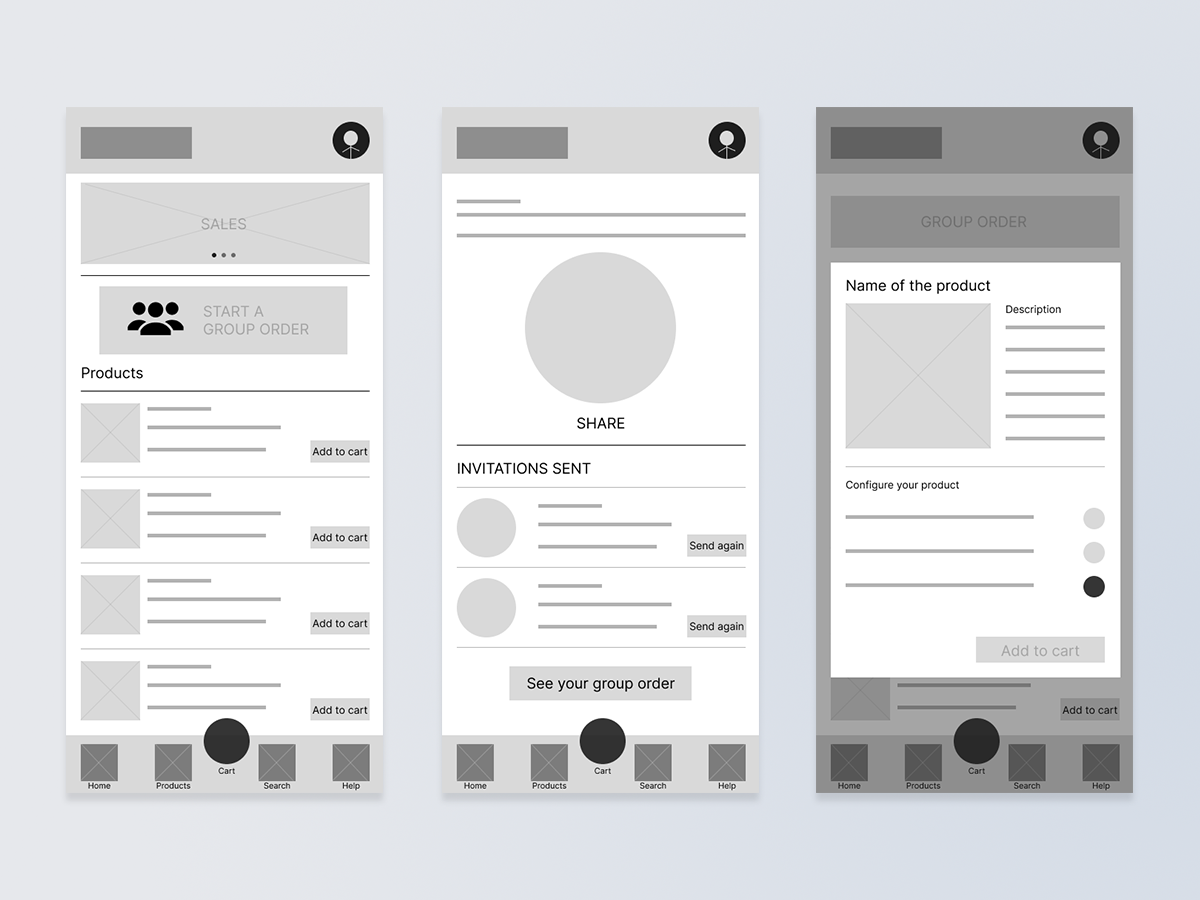 SALES
START A
GROUP ORDER
Products
Add to cart
Add to cart
Add to cart
Add to cart
Home
Products
Cart
Search
Help
SHARE
INVITATIONS SENT
Send again
Send again
See your group order
Home
Products
Cart
Search
Help
GROUP ORDER
Name of the product
Description
Configure your product
Add to cart
Add to cart
Home
Products
Cart
Search
Help